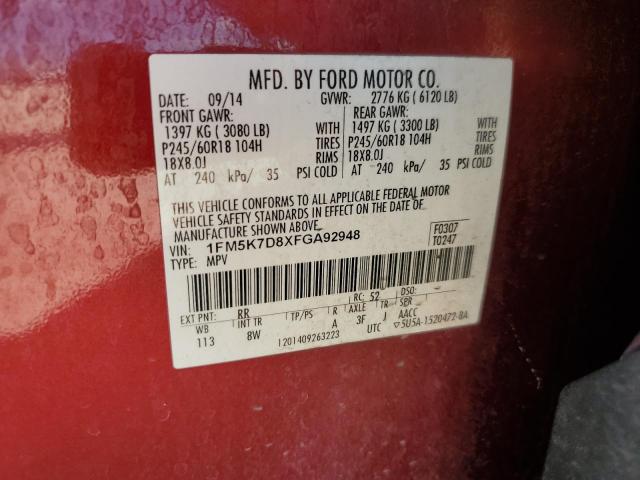 MFD. BY FORD MOTOR CO.
DATE: 09/14 GVWR: 2776 KG ( 6120 LB)
FRONT GAWR: REAR GAWR:
1397 KG ( 3080 LB) WITH 1497 KG ( 3300 LB) WITH
P245/60R18 104H TIRES P245/60R18 104H TIRES
18X8.0J RIMS 18X8.0J RIMS
AT 240 kPa/ 35 PSI COLD AT 240 kPa/ 35 PSI COLD
THIS VEHICLE CONFORMS TO ALL APPLICABLE FEDERAL MOTOR
VEHICLE SAFETY STANDARDS IN EFFECT ON THE DATE OF
MANUFACTURE SHOWN ABOVE.
VIN: 1FM5K7D8XFGA92948 F0307
TYPE: MPV T0247
EXT PNT: RR RC: 52 DSO:
WB INT TR TP/PS R AXLE TR SPR
113 8W A 3F J AACC
1201409263223 UTC ▽5U5A-1520472-8A